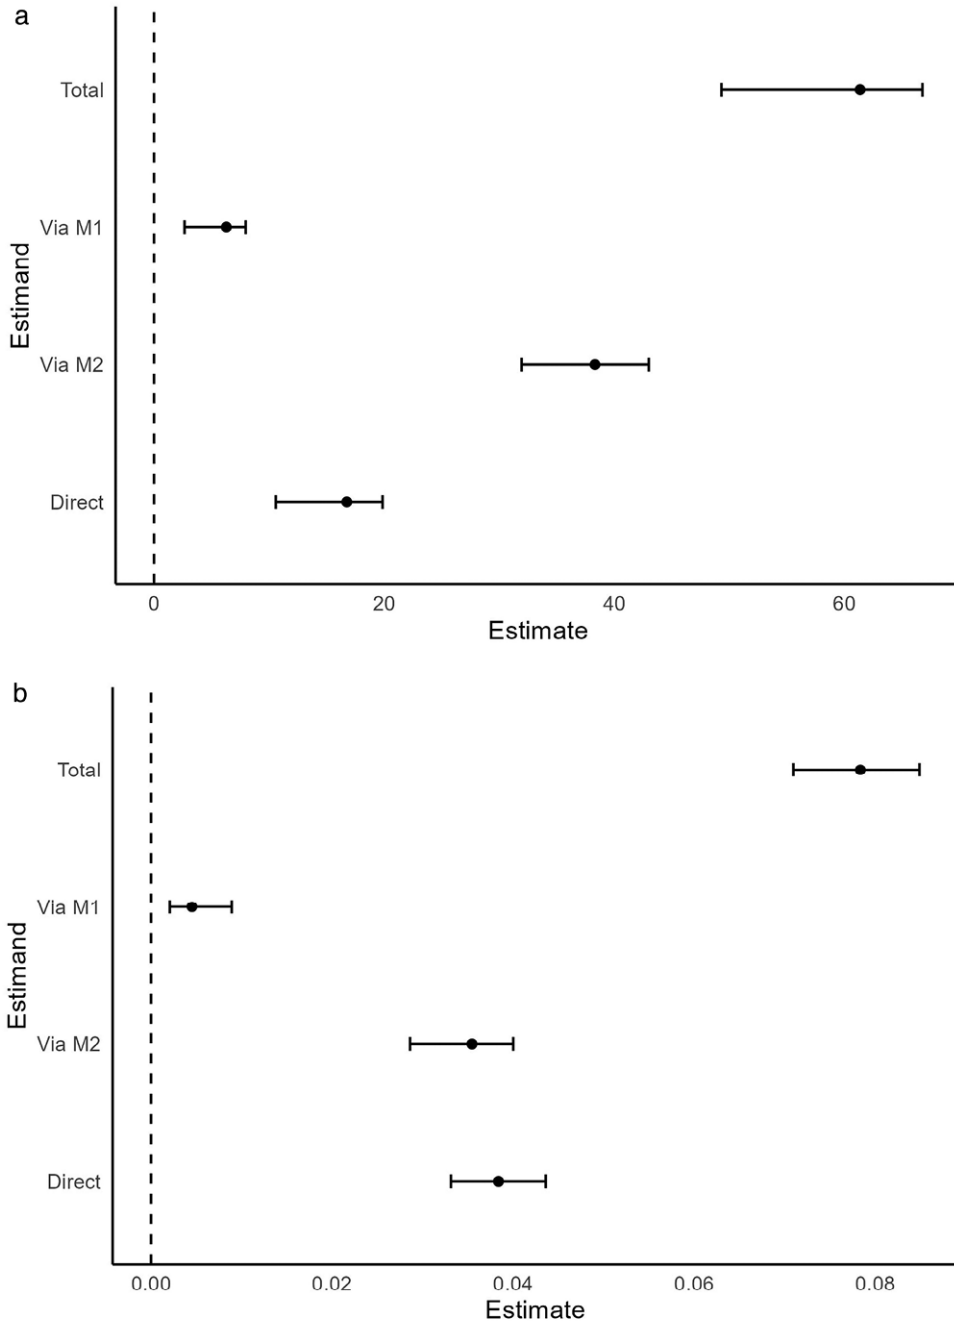 a
Total
Via M1
Via M2
Direct
Estimand
0 20 40 60
Estimate
b
Total
Via M1
Via M2
Direct
Estimand
0.00 0.02 0.04 0.06 0.08
Estimate